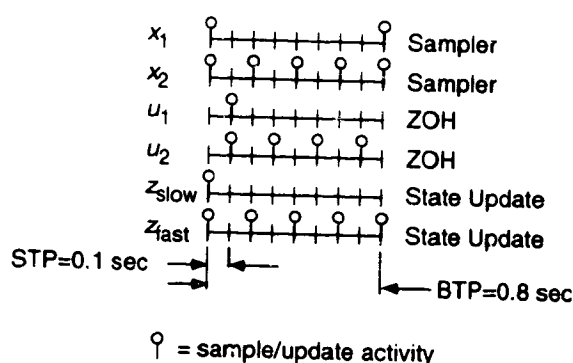 x1 Sampler
x2 Sampler
u1 ZOH
u2 ZOH
zslow State Update
zfast State Update
STP=0.1 sec
BTP=0.8 sec
= sample/update activity